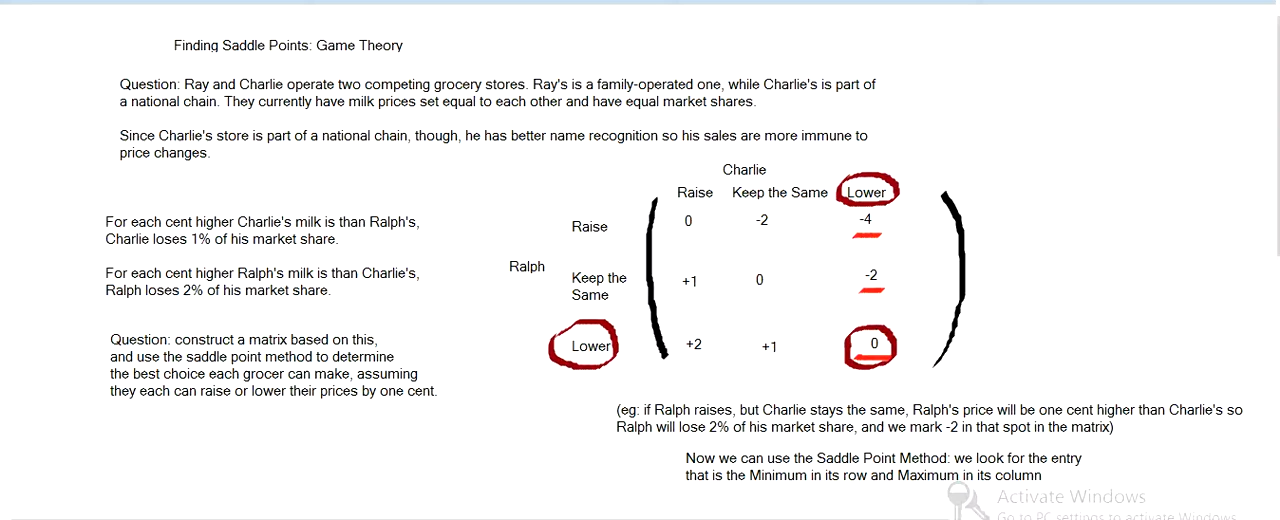 Finding Saddle Points: Game Theory
Question: Ray and Charlie operate two competing grocery stores. Ray's is a family-operated one, while Charlie's is part of
a national chain. They currently have milk prices set equal to each other and have equal market shares.
Since Charlie's store is part of a national chain, though, he has better name recognition so his sales are more immune to
price changes.
Charlie
Raise Keep the Same Lower
For each cent higher Charlie's milk is than Ralph's,
Charlie loses 1% of his market share.
Raise 0 -2 -4
For each cent higher Ralph's milk is than Charlie's,
Ralph loses 2% of his market share.
Ralph
Keep the
Same
+1 0 -2
Question: construct a matrix based on this,
and use the saddle point method to determine
the best choice each grocer can make, assuming
they each can raise or lower their prices by one cent.
Lower +2 +1 0
(eg: if Ralph raises, but Charlie stays the same, Ralph's price will be one cent higher than Charlie's so
Ralph will lose 2% of his market share, and we mark -2 in that spot in the matrix)
Now we can use the Saddle Point Method: we look for the entry
that is the Minimum in its row and Maximum in its column
Activate Windows
Go to PC settings to activate Windows